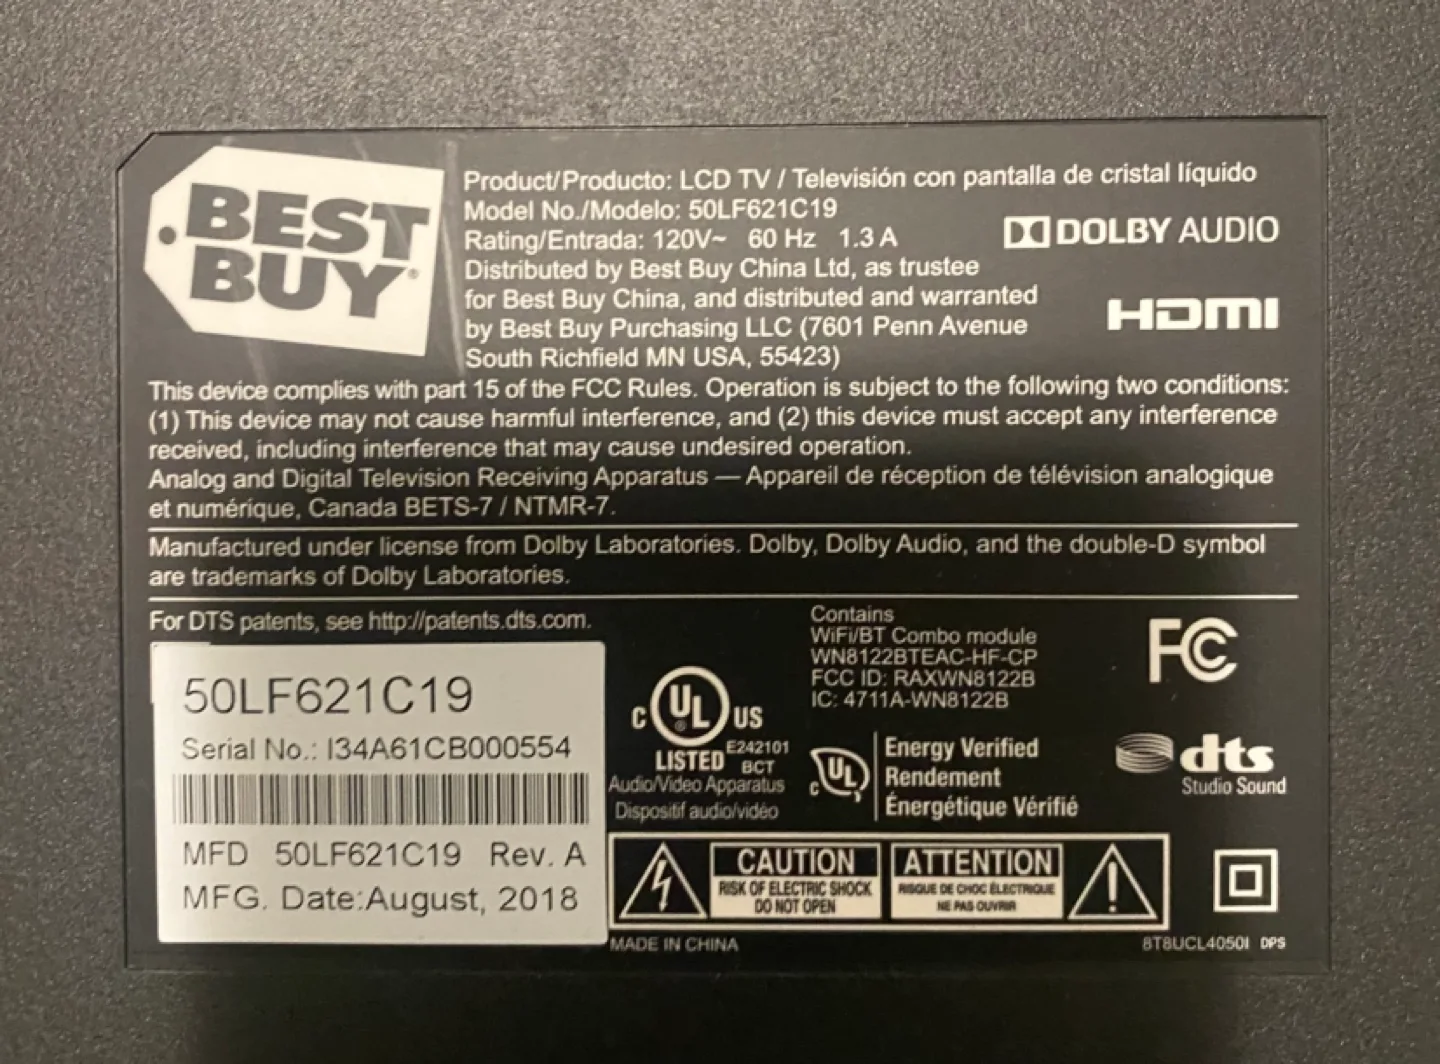 BEST
BUY®
Product/Producto: LCD TV / Televisión con pantalla de cristal líquido
Model No./Modelo: 50LF621C19
Rating/Entrada: 120V~ 60 Hz 1.3 A
Distributed by Best Buy China Ltd, as trustee
for Best Buy China, and distributed and warranted
by Best Buy Purchasing LLC (7601 Penn Avenue
South Richfield MN USA, 55423)
DOLBY AUDIO
HDMI
This device complies with part 15 of the FCC Rules. Operation is subject to the following two conditions:
(1) This device may not cause harmful interference, and (2) this device must accept any interference
received, including interference that may cause undesired operation.
Analog and Digital Television Receiving Apparatus — Appareil de réception de télévision analogique
et numérique, Canada BETS-7 / NTMR-7.
Manufactured under license from Dolby Laboratories. Dolby, Dolby Audio, and the double-D symbol
are trademarks of Dolby Laboratories.
For DTS patents, see http://patents.dts.com.
50LF621C19
Serial No.: I34A61CB000554
MFD 50LF621C19 Rev. A
MFG. Date:August, 2018
C UL® US
LISTED E242101
BCT
Audio/Video Apparatus
Dispositif audio/vidéo
Contains
WiFi/BT Combo module
WN8122BTEAC-HF-CP
FCC ID: RAXWN8122B
IC: 4711A-WN8122B
FC
C UL
Energy Verified
Rendement
Énergétique Vérifié
dts
Studio Sound
CAUTION
RISK OF ELECTRIC SHOCK
DO NOT OPEN
ATTENTION
RISQUE DE CHOC ÉLECTRIQUE
NE PAS OUVRIR
MADE IN CHINA
8T8UCL4050I DPS